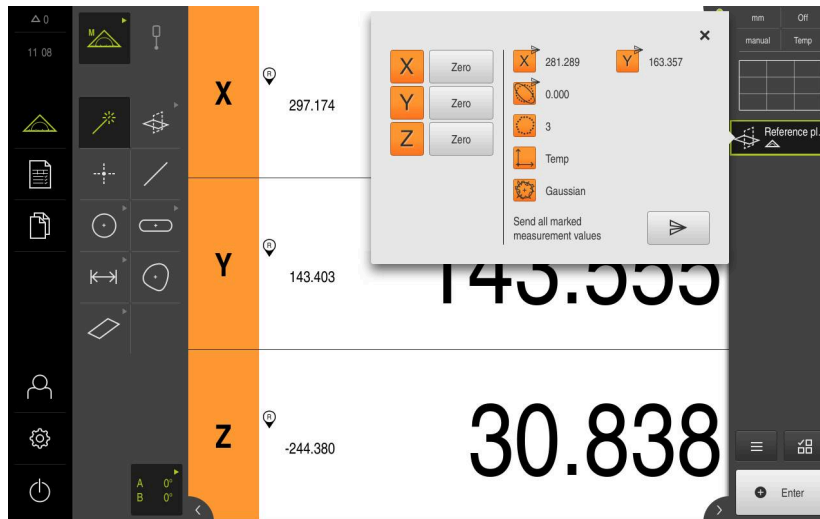 0
11 08
M
A 0°
B 0°
X
R
297.174
Y
R
143.403
143.555
Z
R
-244.380
30.838
X Zero
Y Zero
Z Zero
X 281.289 Y 163.357
0.000
3
Temp
Gaussian
Send all marked
measurement values
mm Off
manual Temp
Reference pl.
Enter